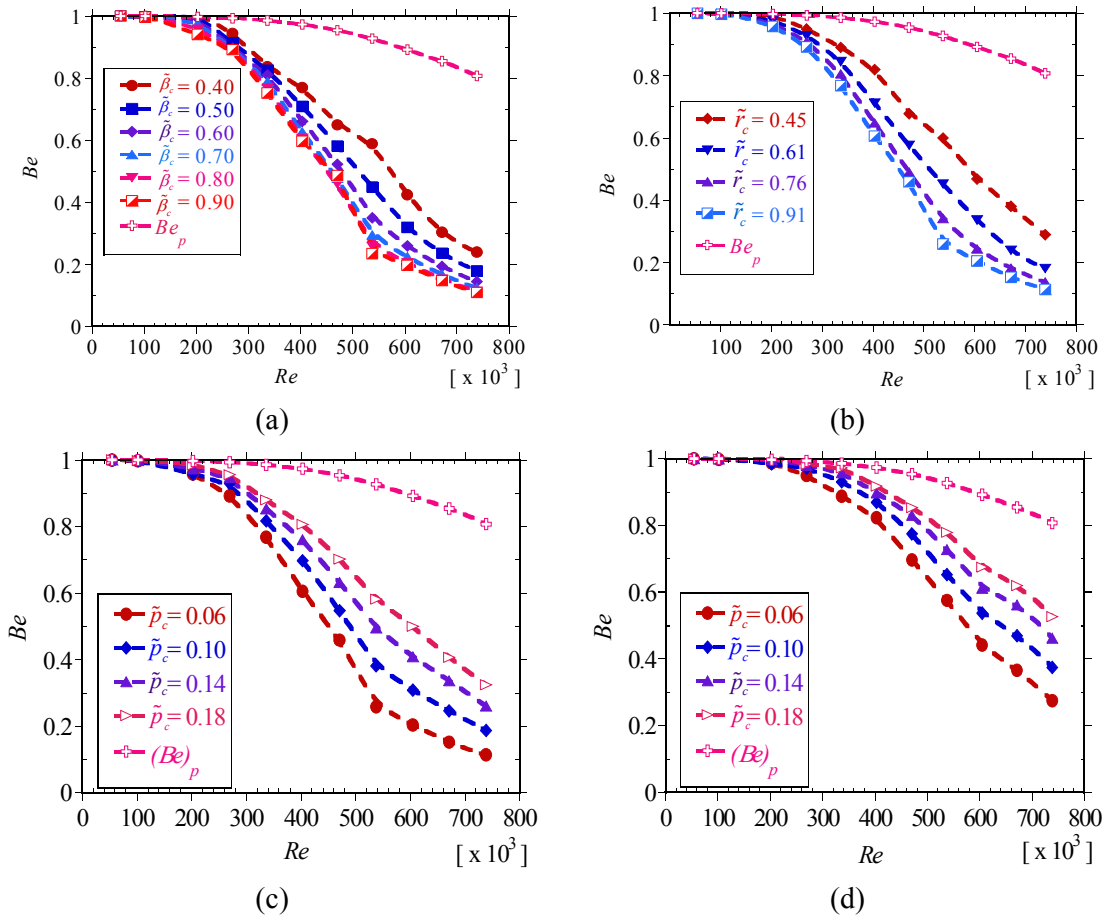 1
0.8
0.6
0.4
0.2
0
Be
β̃c = 0.40
β̃c = 0.50
β̃ = 0.60
β̃c = 0.70
β̃c = 0.80
β̃c = 0.90
Bep
0 100 200 300 400 500 600 700 800
Re
[ x 10³ ]
(a)
1
0.8
0.6
0.4
0.2
0
Be
r̃c = 0.45
r̃c = 0.61
r̃c = 0.76
r̃c = 0.91
Bep
100 200 300 400 500 600 700 800
Re
[ x 10³ ]
(b)
1
0.8
0.6
0.4
0.2
0
Be
p̃c = 0.06
p̃c = 0.10
p̃c = 0.14
p̃c = 0.18
(Be)p
0 100 200 300 400 500 600 700 800
Re
[ x 10³ ]
(c)
1
0.8
0.6
0.4
0.2
0
Be
p̃c = 0.06
p̃c = 0.10
p̃c = 0.14
p̃c = 0.18
(Be)p
0 100 200 300 400 500 600 700 800
Re
[ x 10³ ]
(d)